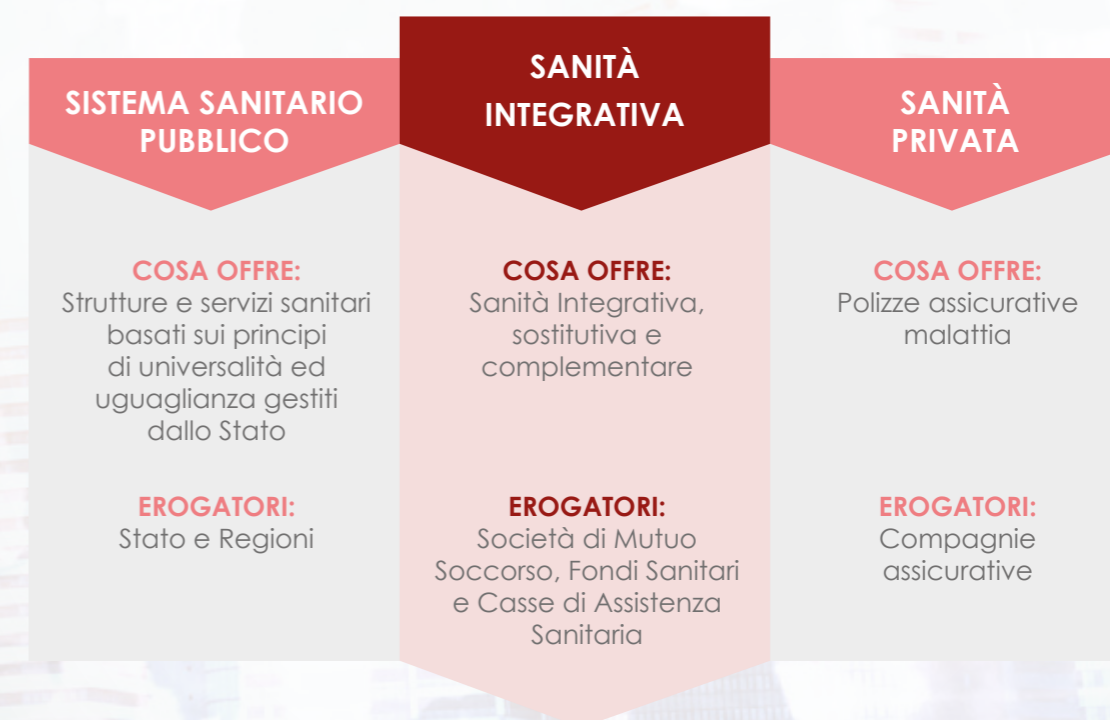 SISTEMA SANITARIO
PUBBLICO
COSA OFFRE:
Strutture e servizi sanitari
basati sui principi
di universalità ed
uguaglianza gestiti
dallo Stato
EROGATORI:
Stato e Regioni
SANITÀ
INTEGRATIVA
COSA OFFRE:
Sanità Integrativa,
sostitutiva e
complementare
EROGATORI:
Società di Mutuo
Soccorso, Fondi Sanitari
e Casse di Assistenza
Sanitaria
SANITÀ
PRIVATA
COSA OFFRE:
Polizze assicurative
malattia
EROGATORI:
Compagnie
assicurative